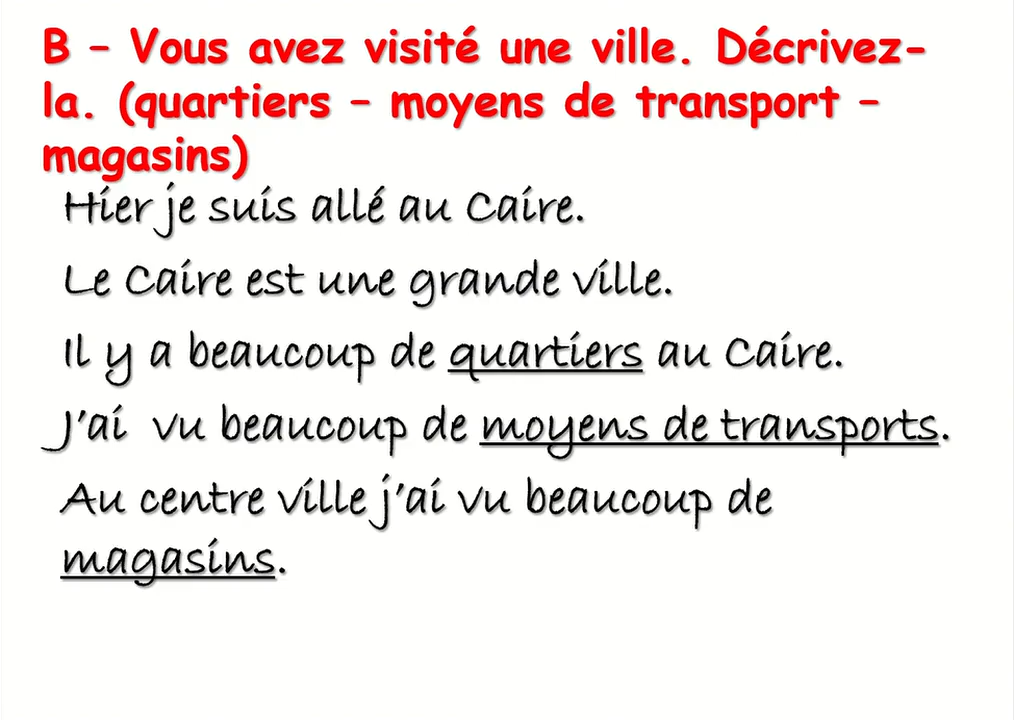 B – Vous avez visité une ville. Décrivez-
la. (quartiers – moyens de transport –
magasins)
Hier je suis allé au Caire.
Le Caire est une grande ville.
Il y a beaucoup de quartiers au Caire.
J'ai vu beaucoup de moyens de transports.
Au centre ville j'ai vu beaucoup de
magasins.